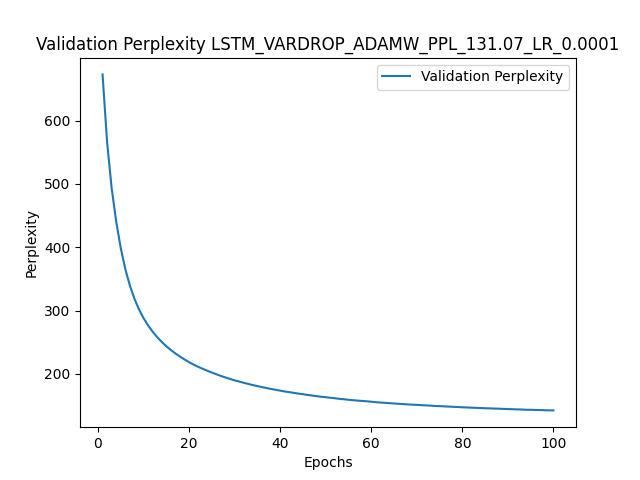 Validation Perplexity LSTM_VARDROP_ADAMW_PPL_131.07_LR_0.0001
Validation Perplexity
600
500
400
300
200
Perplexity
0 20 40 60 80 100
Epochs